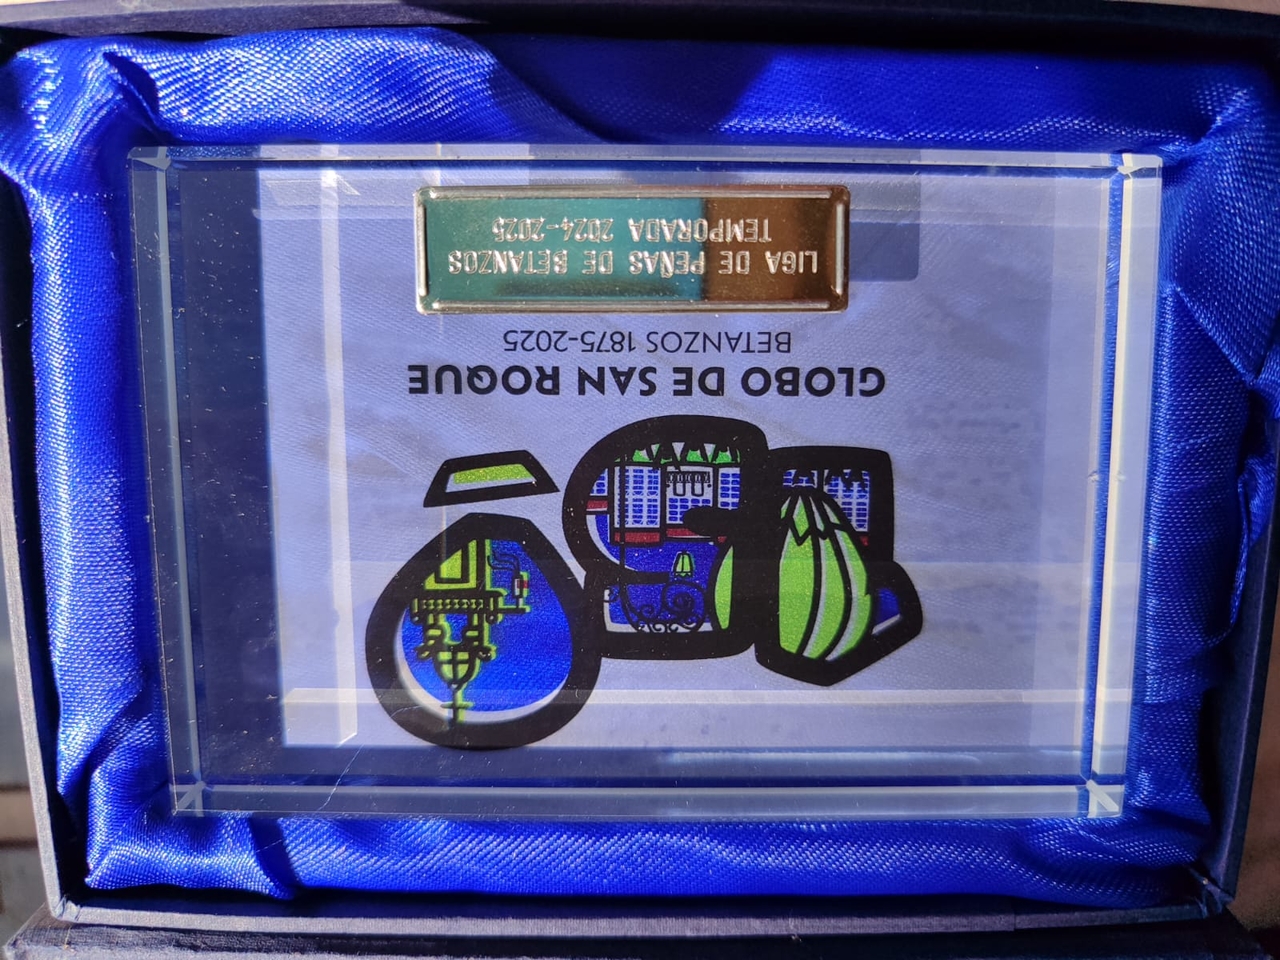 GLOBO DE SAN ROQUE
BETANZOS 1875-2025
LIGA DE PEÑAS DE BETANZOS
TEMPORADA 2024-2025